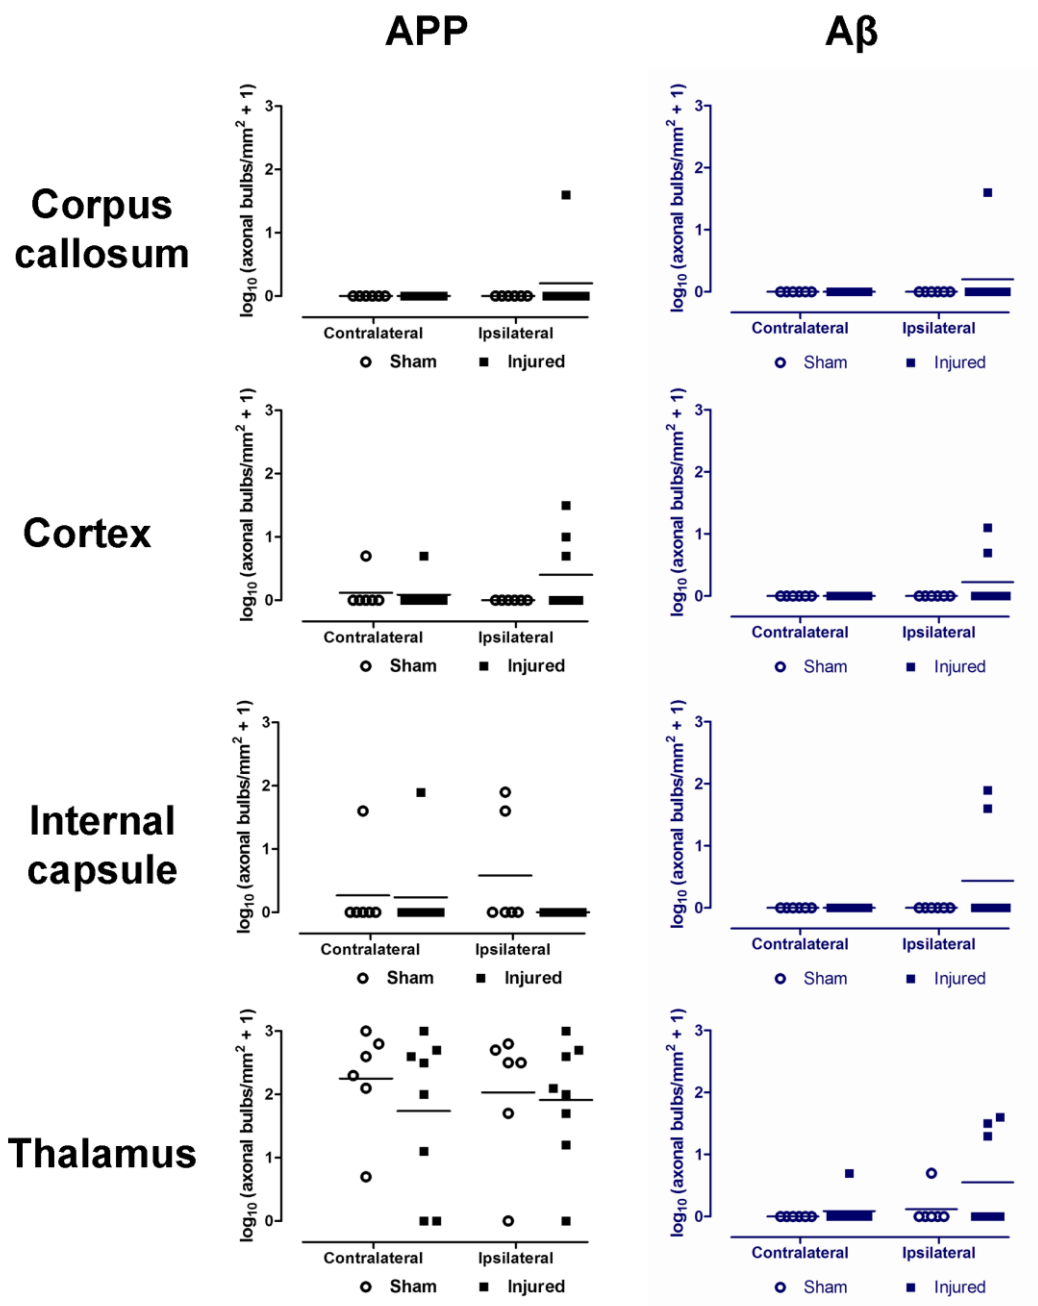 APP
Aβ
Corpus
callosum
log10 (axonal bulbs/mm2 + 1)
3
2
1
0
Contralateral
Ipsilateral
Sham
Injured
log10 (axonal bulbs/mm2 + 1)
3
2
1
0
Contralateral
Ipsilateral
Sham
Injured
Cortex
log10 (axonal bulbs/mm2 + 1)
3
2
1
0
Contralateral
Ipsilateral
Sham
Injured
log10 (axonal bulbs/mm2 + 1)
3
2
1
0
Contralateral
Ipsilateral
Sham
Injured
Internal
capsule
log10 (axonal bulbs/mm2 + 1)
3
2
1
0
Contralateral
Ipsilateral
Sham
Injured
log10 (axonal bulbs/mm2 + 1)
3
2
1
0
Contralateral
Ipsilateral
Sham
Injured
Thalamus
log10 (axonal bulbs/mm2 + 1)
3
2
1
0
Contralateral
Ipsilateral
Sham
Injured
log10 (axonal bulbs/mm2 + 1)
3
2
1
0
Contralateral
Ipsilateral
Sham
Injured